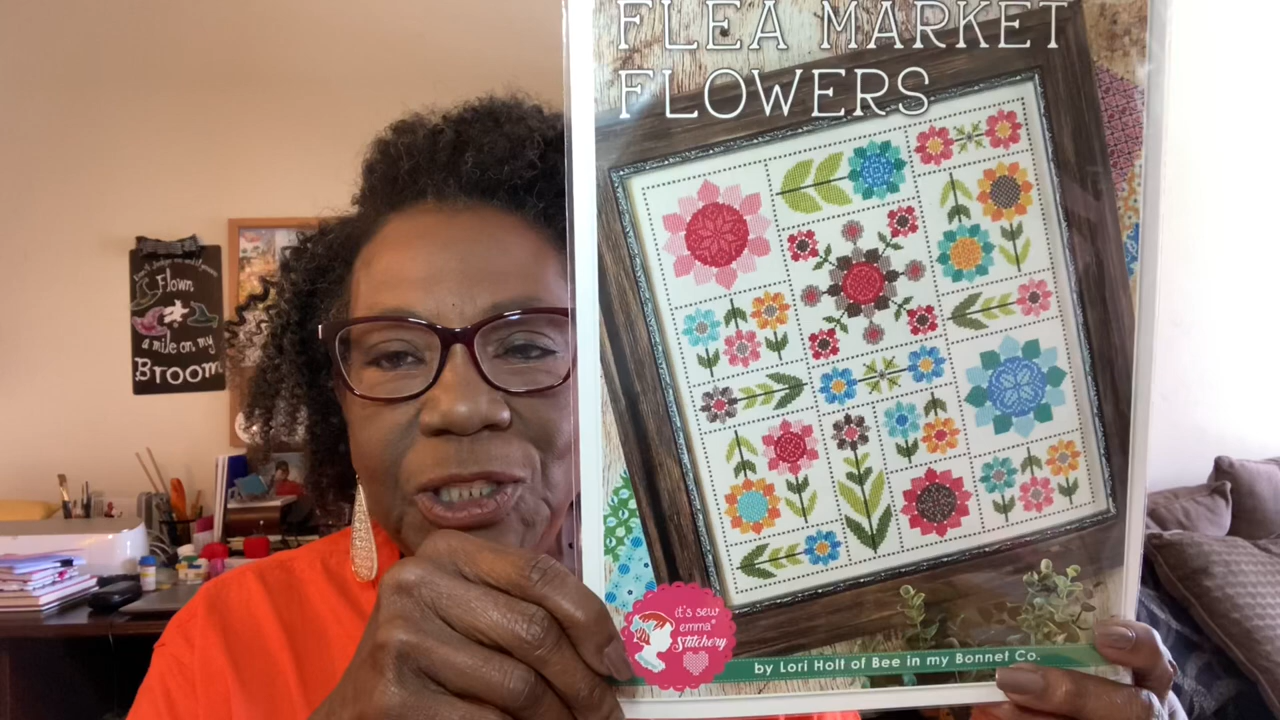 FLEA MARKET
FLOWERS
Flown
a mile on my
Broom
it's sew
emma
Stitchery
by Lori Holt of Bee in my Bonnet Co.